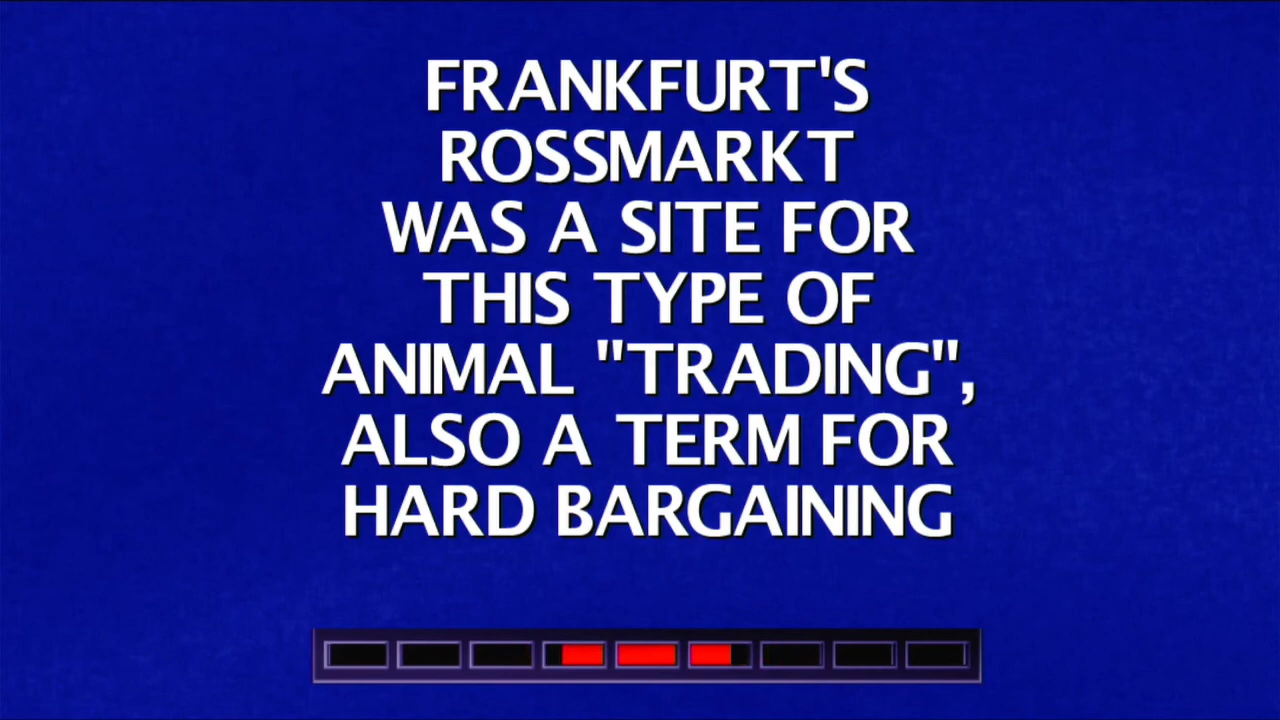 FRANKFURT'S
ROSSMARKT
WAS A SITE FOR
THIS TYPE OF
ANIMAL "TRADING",
ALSO A TERM FOR
HARD BARGAINING